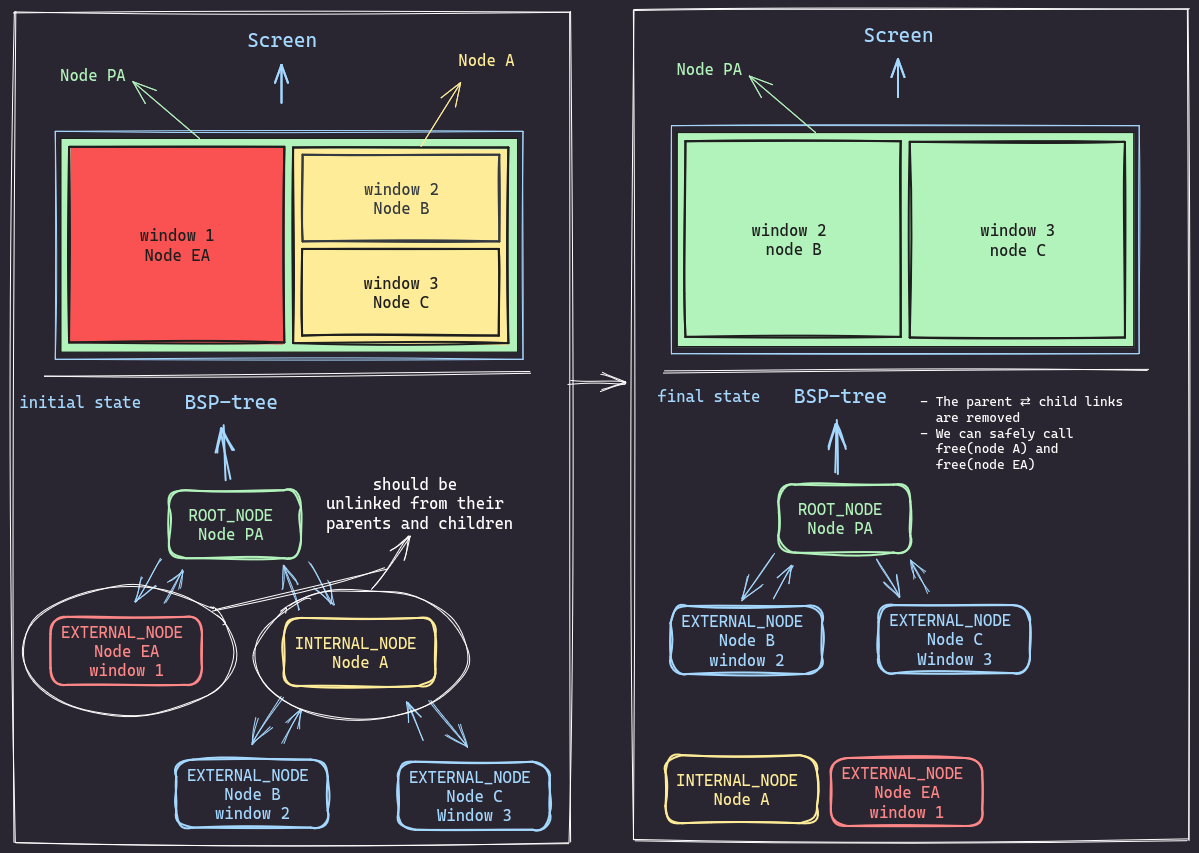 Screen
Node PA
Node A
window 1
Node EA
window 2
Node B
window 3
Node C
initial state
BSP-tree
ROOT_NODE
Node PA
should be
unlinked from their
parents and children
EXTERNAL_NODE
Node EA
window 1
INTERNAL_NODE
Node A
EXTERNAL_NODE
Node B
window 2
EXTERNAL_NODE
Node C
Window 3
Screen
Node PA
window 2
node B
window 3
node C
final state
BSP-tree
- The parent ⇄ child links
are removed
- We can safely call
free(node A) and
free(node EA)
ROOT_NODE
Node PA
EXTERNAL_NODE
Node B
window 2
EXTERNAL_NODE
Node C
Window 3
INTERNAL_NODE
Node A
EXTERNAL_NODE
Node EA
window 1